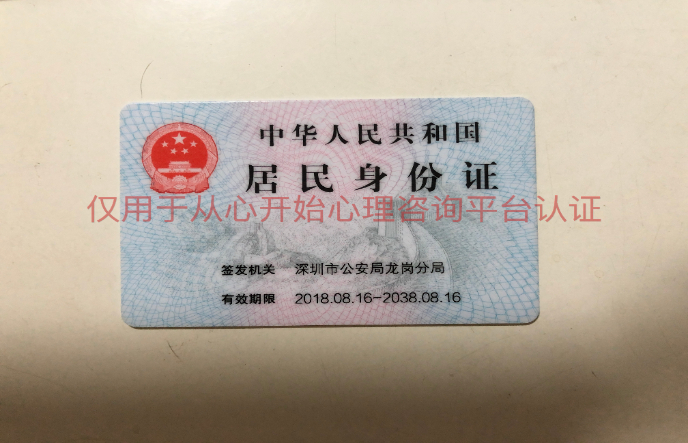 中华人民共和国
居民身份证
仅用于从心开始心理咨询平台认证
签发机关 深圳市公安局龙岗分局
有效期限 2018.08.16-2038.08.16